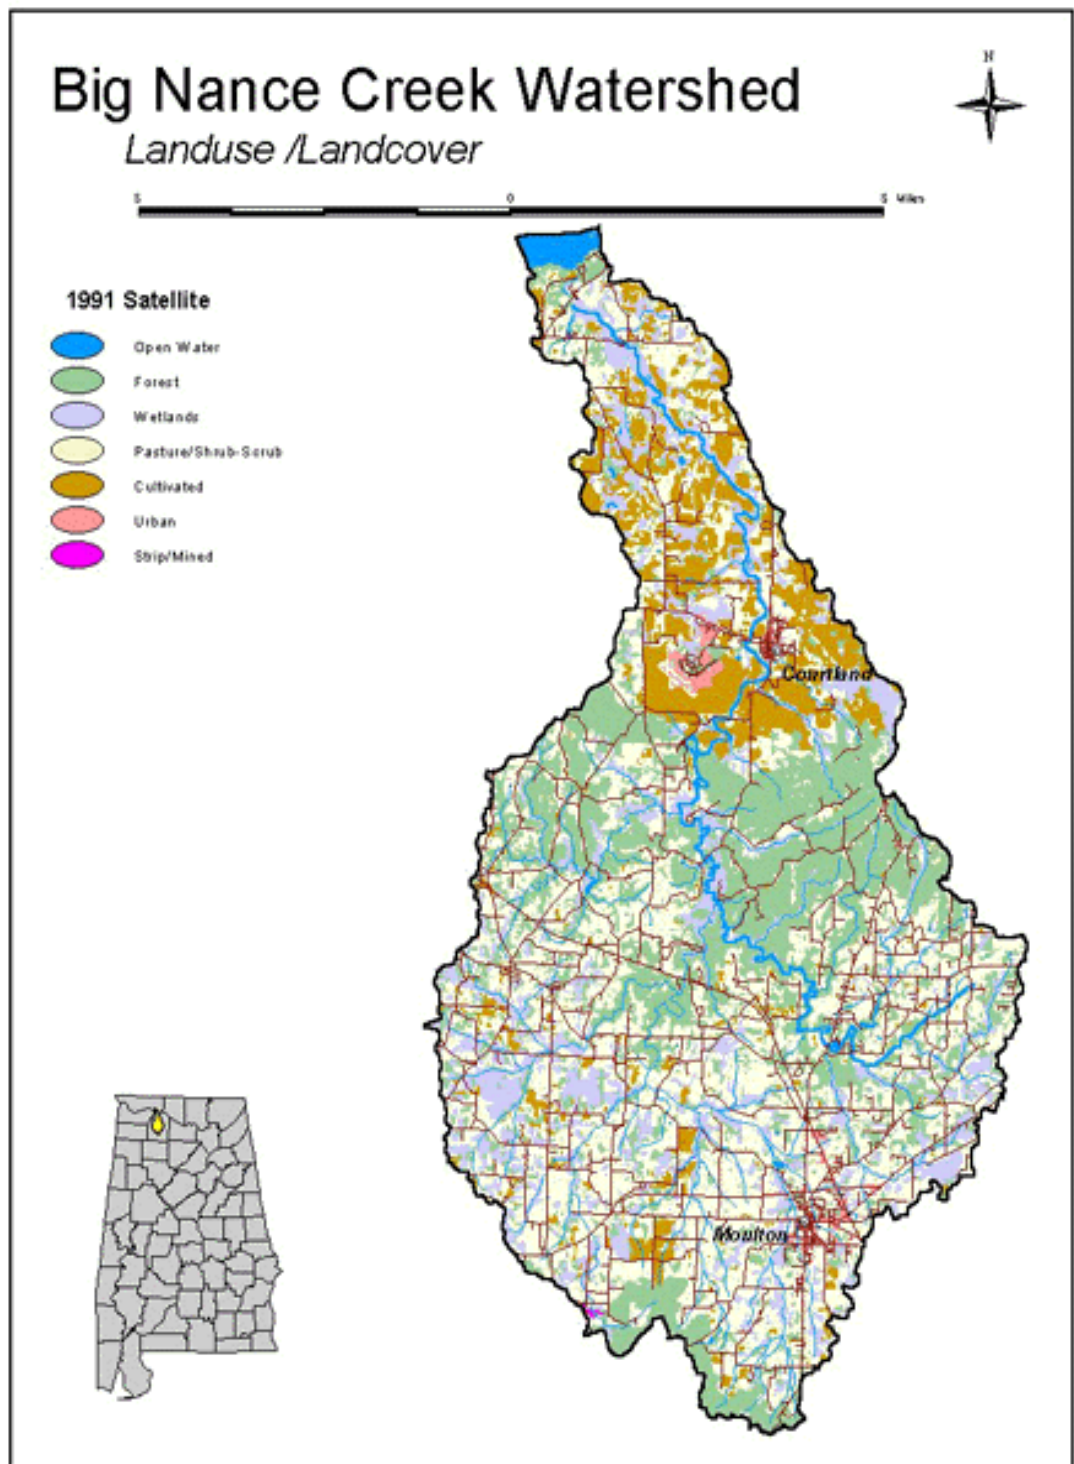 N
Big Nance Creek Watershed
Landuse /Landcover
5 0 5 Miles
1991 Satellite
Open Water
Forest
Wetlands
Pasture/Shrub-Scrub
Cultivated
Urban
Strip/Mined
Courtland
Moulton